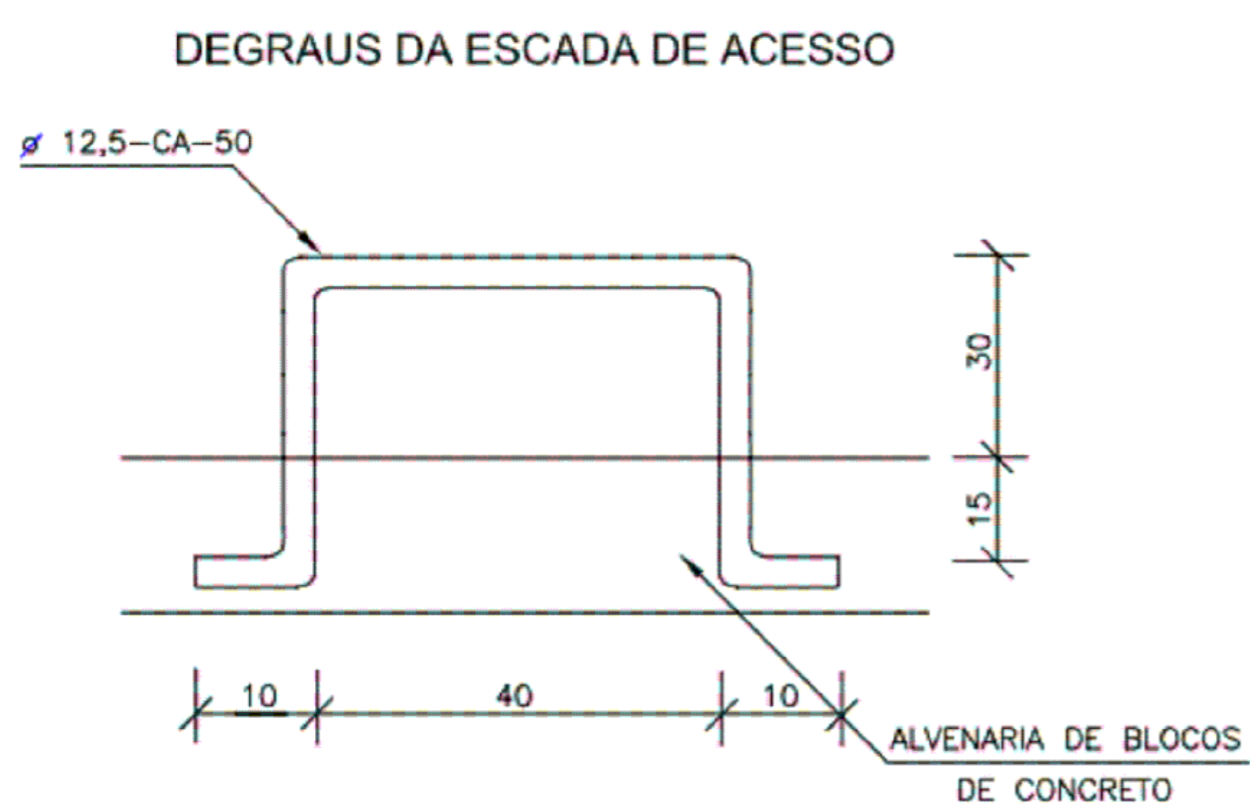 DEGRAUS DA ESCADA DE ACESSO
ø 12,5-CA-50
30
15
10
40
10
ALVENARIA DE BLOCOS
DE CONCRETO